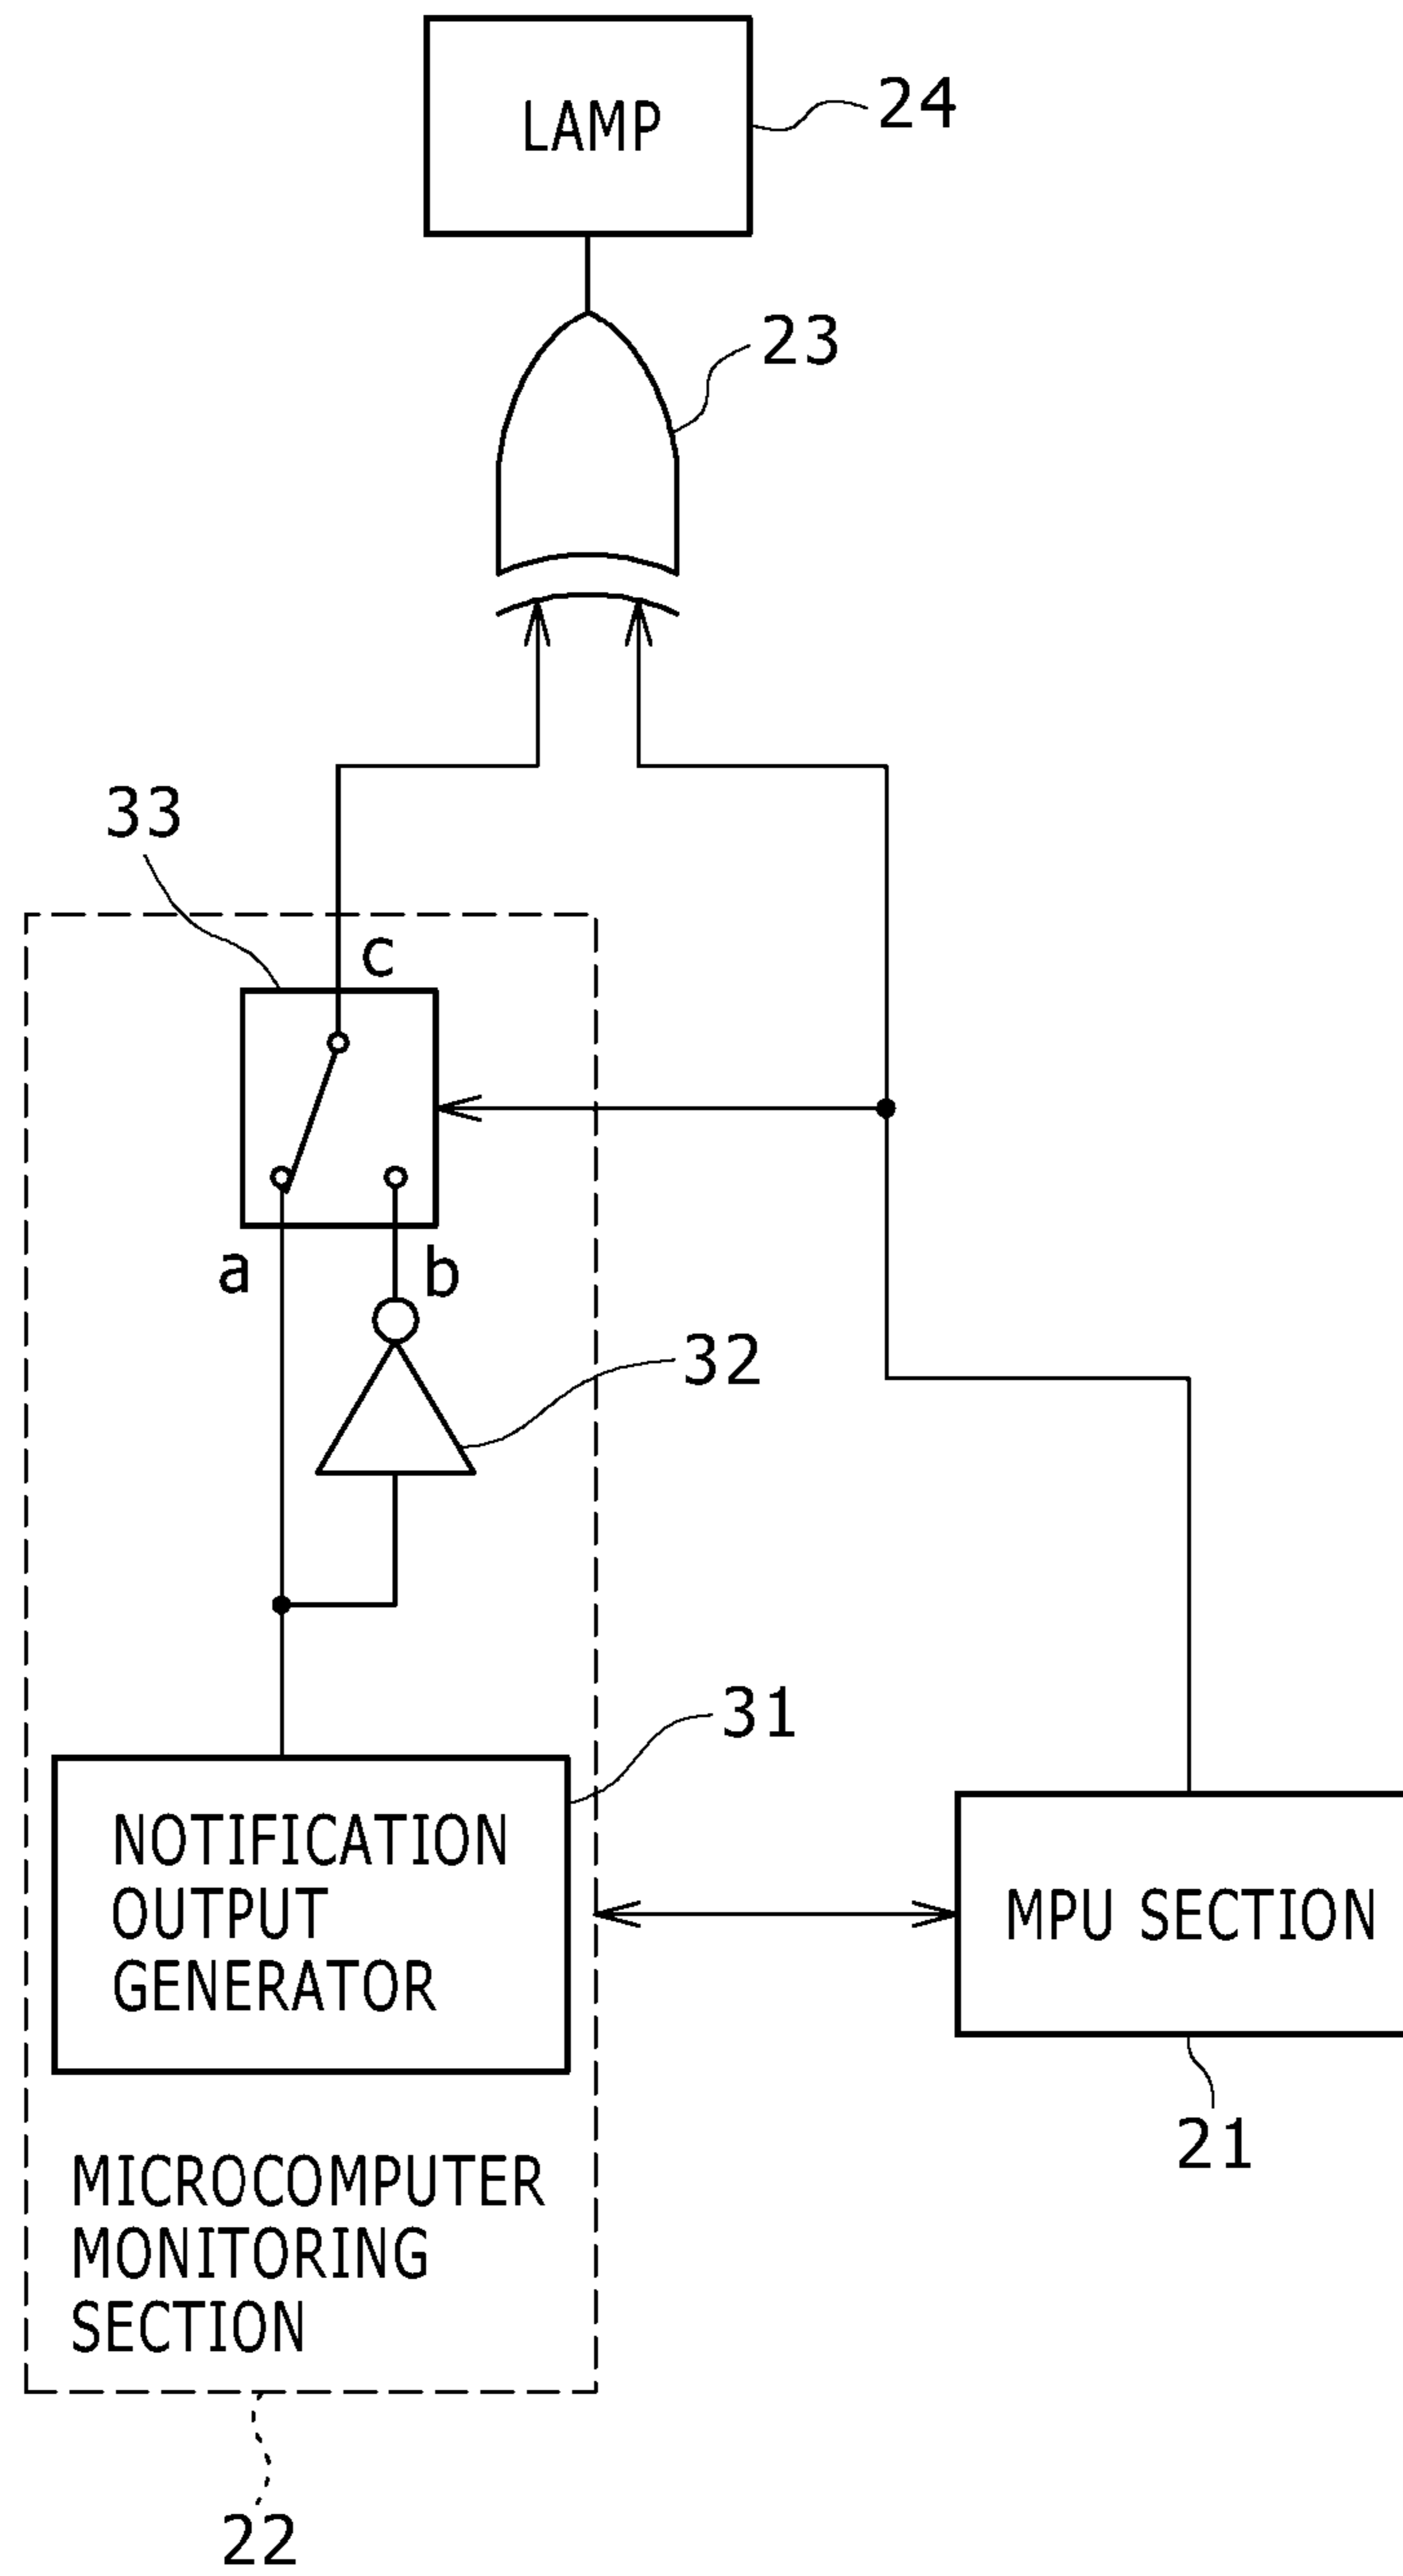 LAMP
24
23
33
c
a
b
32
31
NOTIFICATION
OUTPUT
GENERATOR
MPU SECTION
21
MICROCOMPUTER
MONITORING
SECTION
22